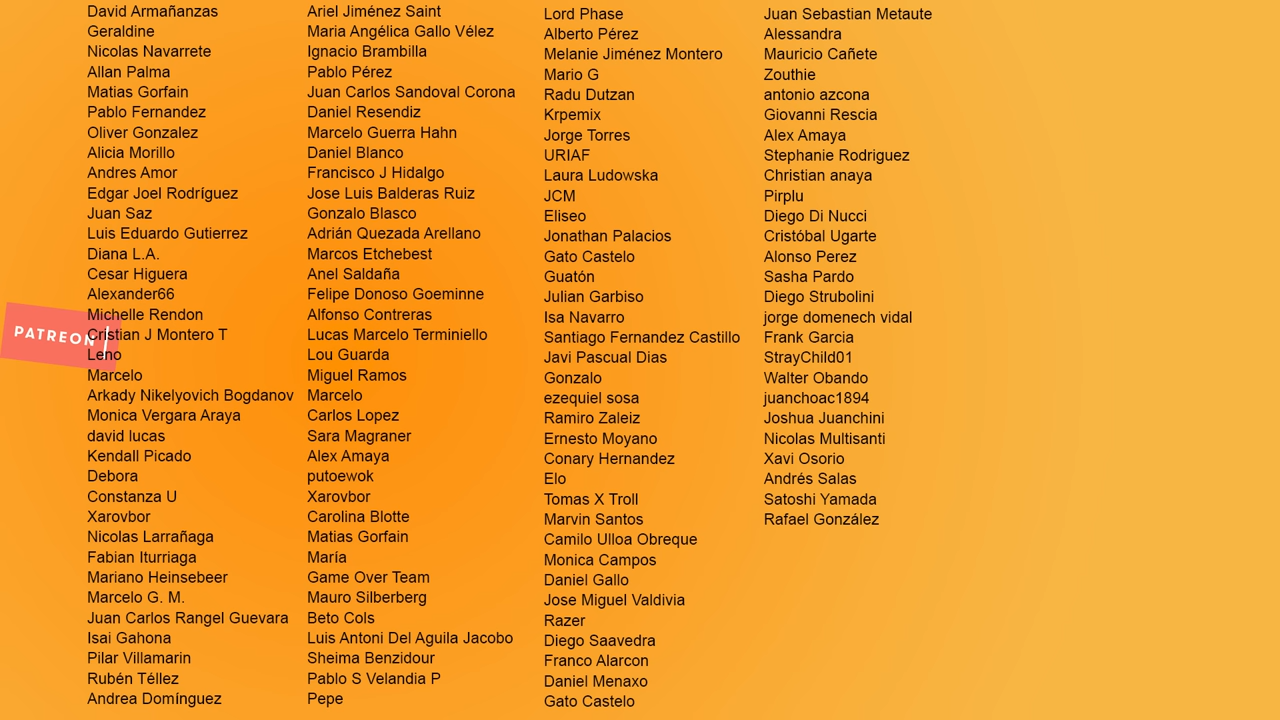 David Armañanzas
Geraldine
Nicolas Navarrete
Allan Palma
Matias Gorfain
Pablo Fernandez
Oliver Gonzalez
Alicia Morillo
Andres Amor
Edgar Joel Rodríguez
Juan Saz
Luis Eduardo Gutierrez
Diana L.A.
Cesar Higuera
Alexander66
Michelle Rendon
PATREON
Cristian J Montero T
Leno
Marcelo
Arkady Nikelyovich Bogdanov
Monica Vergara Araya
david lucas
Kendall Picado
Debora
Constanza U
Xarovbor
Nicolas Larrañaga
Fabian Iturriaga
Mariano Heinsebeer
Marcelo G. M.
Juan Carlos Rangel Guevara
Isai Gahona
Pilar Villamarin
Rubén Téllez
Andrea Domínguez
Ariel Jiménez Saint
Maria Angélica Gallo Vélez
Ignacio Brambilla
Pablo Pérez
Juan Carlos Sandoval Corona
Daniel Resendiz
Marcelo Guerra Hahn
Daniel Blanco
Francisco J Hidalgo
Jose Luis Balderas Ruiz
Gonzalo Blasco
Adrián Quezada Arellano
Marcos Etchebest
Anel Saldaña
Felipe Donoso Goeminne
Alfonso Contreras
Lucas Marcelo Terminiello
Lou Guarda
Miguel Ramos
Marcelo
Carlos Lopez
Sara Magraner
Alex Amaya
putoewok
Xarovbor
Carolina Blotte
Matias Gorfain
María
Game Over Team
Mauro Silberberg
Beto Cols
Luis Antoni Del Aguila Jacobo
Sheima Benzidour
Pablo S Velandia P
Pepe
Lord Phase
Alberto Pérez
Melanie Jiménez Montero
Mario G
Radu Dutzan
Krpemix
Jorge Torres
URIAF
Laura Ludowska
JCM
Eliseo
Jonathan Palacios
Gato Castelo
Guatón
Julian Garbiso
Isa Navarro
Santiago Fernandez Castillo
Javi Pascual Dias
Gonzalo
ezequiel sosa
Ramiro Zaleiz
Ernesto Moyano
Conary Hernandez
Elo
Tomas X Troll
Marvin Santos
Camilo Ulloa Obreque
Monica Campos
Daniel Gallo
Jose Miguel Valdivia
Razer
Diego Saavedra
Franco Alarcon
Daniel Menaxo
Gato Castelo
Juan Sebastian Metaute
Alessandra
Mauricio Cañete
Zouthie
antonio azcona
Giovanni Rescia
Alex Amaya
Stephanie Rodriguez
Christian anaya
Pirplu
Diego Di Nucci
Cristóbal Ugarte
Alonso Perez
Sasha Pardo
Diego Strubolini
jorge domenech vidal
Frank Garcia
StrayChild01
Walter Obando
juanchoac1894
Joshua Juanchini
Nicolas Multisanti
Xavi Osorio
Andrés Salas
Satoshi Yamada
Rafael González